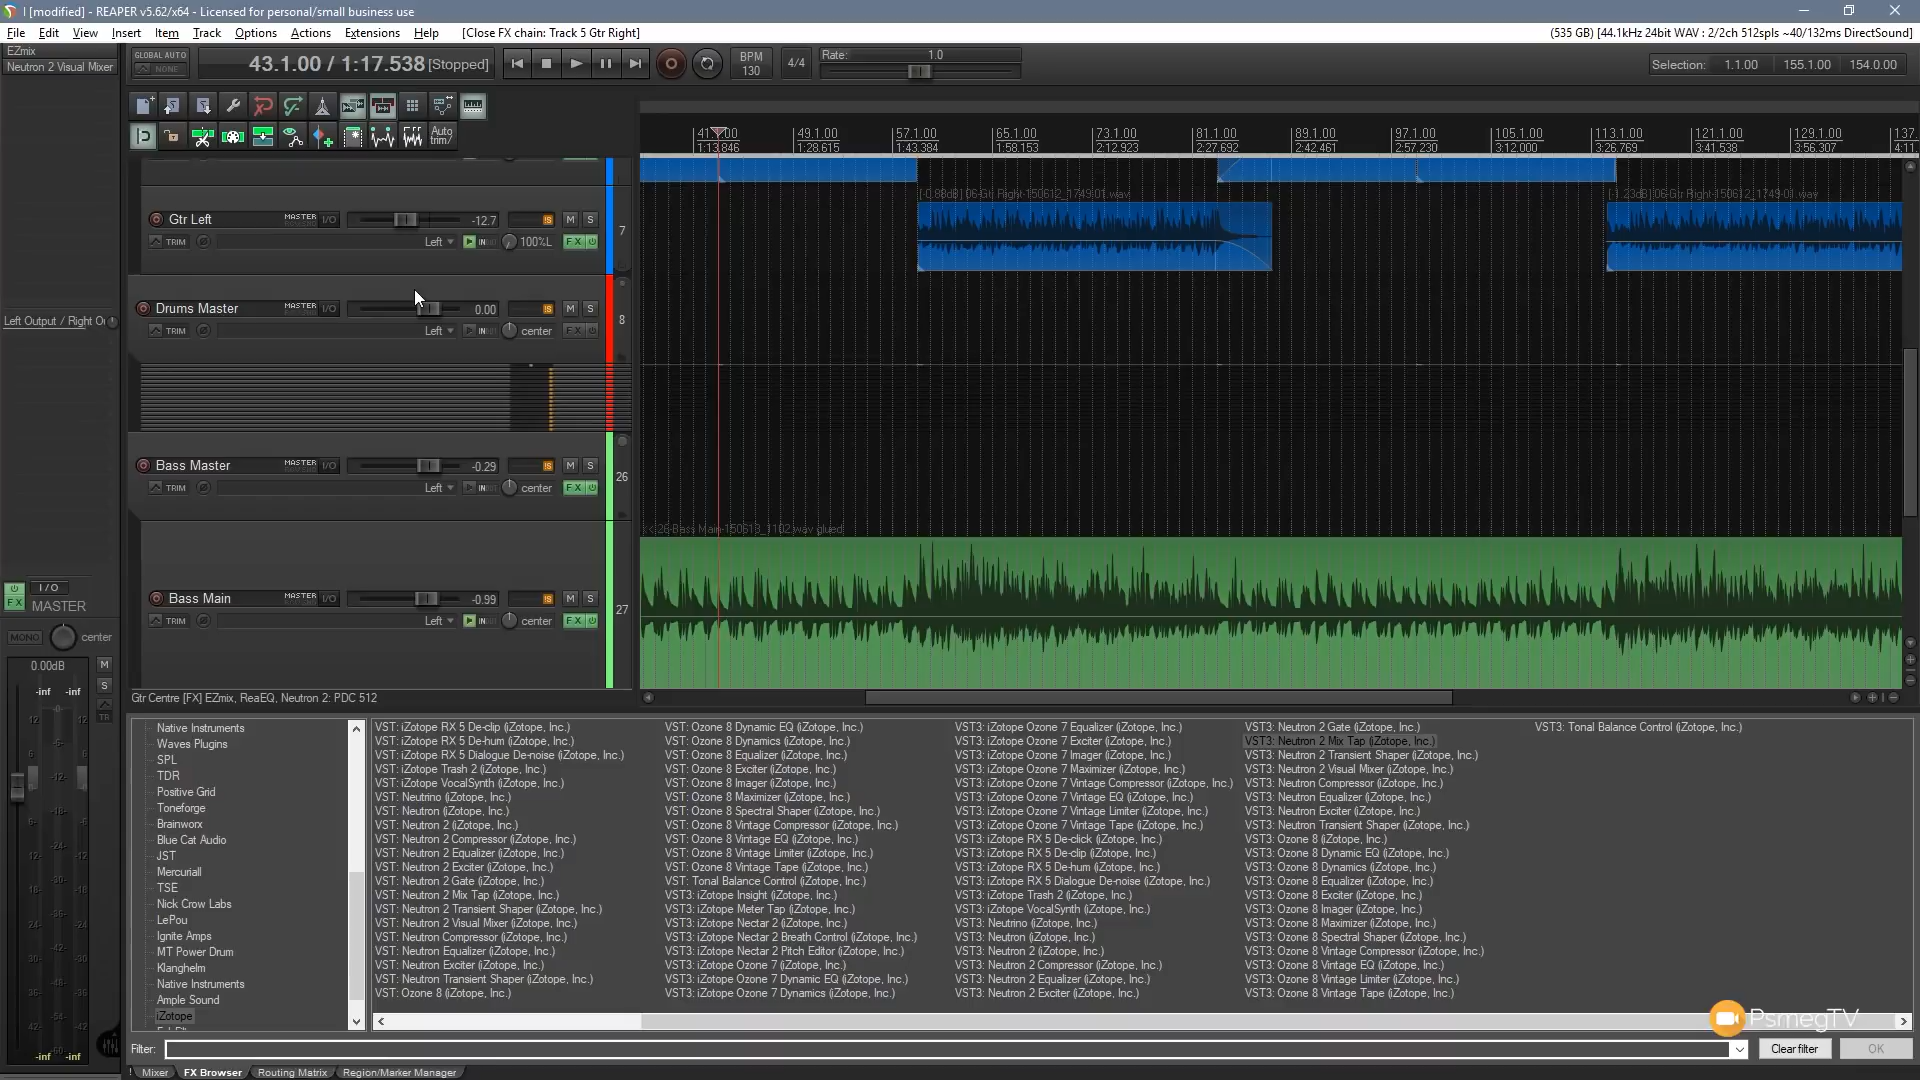 I [modified] - REAPER v5.62/x64 - Licensed for personal/small business use
File Edit View Insert Item Track Options Actions Extensions Help [Close FX chain: Track 5 Gtr Right]
(535 GB) [44.1kHz 24bit WAV : 2/2ch 512spls ~40/132ms DirectSound]
EZmix
Neutron 2 Visual Mixer
GLOBAL AUTO
NONE
43.1.00 / 1:17.538 [Stopped]
BPM
130
4/4
Rate: 1.0
Selection: 1.1.00 155.1.00 154.0.00
Auto
trim/
49.1.00 57.1.00 65.1.00 73.1.00 81.1.00 89.1.00 97.1.00 105.1.00 113.1.00 121.1.00 129.1.00 137.
1:13.846 1:28.615 1:43.384 1:58.153 2:12.923 2:27.692 2:42.461 2:57.230 3:12.000 3:26.769 3:41.538 3:56.307 4:11.
[-0.88dB] 06-Gtr Right-150612_1749-01.wav
[-1.23dB] 06-Gtr Right-150612_1749-01.wav
Gtr Left MASTER I/O -12.7 M S
TRIM Left IN 100%L FX
7
Drums Master MASTER I/O 0.00 M S
TRIM Left IN center FX
8
Bass Master MASTER I/O -0.29 M S
TRIM Left IN center FX
26
26-Bass Main-150613_1102.wav glued
Bass Main MASTER I/O -0.99 M S
TRIM Left IN center FX
27
Left Output / Right O
I/O
FX MASTER
MONO center
0.00dB M
-inf -inf S
TR
-inf -inf
Gtr Centre [FX] EZmix, ReaEQ, Neutron 2: PDC 512
Native Instruments
Waves Plugins
SPL
TDR
Positive Grid
Toneforge
Brainworx
Blue Cat Audio
JST
Mercuriall
TSE
Nick Crow Labs
LePou
Ignite Amps
MT Power Drum
Klanghelm
Native Instruments
Ample Sound
iZotope
VST: iZotope RX 5 De-clip (iZotope, Inc.)
VST: iZotope RX 5 De-hum (iZotope, Inc.)
VST: iZotope RX 5 Dialogue De-noise (iZotope, Inc.)
VST: iZotope Trash 2 (iZotope, Inc.)
VST: iZotope VocalSynth (iZotope, Inc.)
VST: Neutrino (iZotope, Inc.)
VST: Neutron (iZotope, Inc.)
VST: Neutron 2 (iZotope, Inc.)
VST: Neutron 2 Compressor (iZotope, Inc.)
VST: Neutron 2 Equalizer (iZotope, Inc.)
VST: Neutron 2 Exciter (iZotope, Inc.)
VST: Neutron 2 Gate (iZotope, Inc.)
VST: Neutron 2 Mix Tap (iZotope, Inc.)
VST: Neutron 2 Transient Shaper (iZotope, Inc.)
VST: Neutron 2 Visual Mixer (iZotope, Inc.)
VST: Neutron Compressor (iZotope, Inc.)
VST: Neutron Equalizer (iZotope, Inc.)
VST: Neutron Exciter (iZotope, Inc.)
VST: Neutron Transient Shaper (iZotope, Inc.)
VST: Ozone 8 (iZotope, Inc.)
VST: Ozone 8 Dynamic EQ (iZotope, Inc.)
VST: Ozone 8 Dynamics (iZotope, Inc.)
VST: Ozone 8 Equalizer (iZotope, Inc.)
VST: Ozone 8 Exciter (iZotope, Inc.)
VST: Ozone 8 Imager (iZotope, Inc.)
VST: Ozone 8 Maximizer (iZotope, Inc.)
VST: Ozone 8 Spectral Shaper (iZotope, Inc.)
VST: Ozone 8 Vintage Compressor (iZotope, Inc.)
VST: Ozone 8 Vintage EQ (iZotope, Inc.)
VST: Ozone 8 Vintage Limiter (iZotope, Inc.)
VST: Ozone 8 Vintage Tape (iZotope, Inc.)
VST: Tonal Balance Control (iZotope, Inc.)
VST3: iZotope Insight (iZotope, Inc.)
VST3: iZotope Meter Tap (iZotope, Inc.)
VST3: iZotope Nectar 2 (iZotope, Inc.)
VST3: iZotope Nectar 2 Breath Control (iZotope, Inc.)
VST3: iZotope Nectar 2 Pitch Editor (iZotope, Inc.)
VST3: iZotope Ozone 7 (iZotope, Inc.)
VST3: iZotope Ozone 7 Dynamic EQ (iZotope, Inc.)
VST3: iZotope Ozone 7 Dynamics (iZotope, Inc.)
VST3: iZotope Ozone 7 Equalizer (iZotope, Inc.)
VST3: iZotope Ozone 7 Exciter (iZotope, Inc.)
VST3: iZotope Ozone 7 Imager (iZotope, Inc.)
VST3: iZotope Ozone 7 Maximizer (iZotope, Inc.)
VST3: iZotope Ozone 7 Vintage Compressor (iZotope, Inc.)
VST3: iZotope Ozone 7 Vintage EQ (iZotope, Inc.)
VST3: iZotope Ozone 7 Vintage Limiter (iZotope, Inc.)
VST3: iZotope Ozone 7 Vintage Tape (iZotope, Inc.)
VST3: iZotope RX 5 De-click (iZotope, Inc.)
VST3: iZotope RX 5 De-clip (iZotope, Inc.)
VST3: iZotope RX 5 De-hum (iZotope, Inc.)
VST3: iZotope RX 5 Dialogue De-noise (iZotope, Inc.)
VST3: iZotope Trash 2 (iZotope, Inc.)
VST3: iZotope VocalSynth (iZotope, Inc.)
VST3: Neutrino (iZotope, Inc.)
VST3: Neutron (iZotope, Inc.)
VST3: Neutron 2 (iZotope, Inc.)
VST3: Neutron 2 Compressor (iZotope, Inc.)
VST3: Neutron 2 Equalizer (iZotope, Inc.)
VST3: Neutron 2 Exciter (iZotope, Inc.)
VST3: Neutron 2 Gate (iZotope, Inc.)
VST3: Neutron 2 Mix Tap (iZotope, Inc.)
VST3: Neutron 2 Transient Shaper (iZotope, Inc.)
VST3: Neutron 2 Visual Mixer (iZotope, Inc.)
VST3: Neutron Compressor (iZotope, Inc.)
VST3: Neutron Equalizer (iZotope, Inc.)
VST3: Neutron Exciter (iZotope, Inc.)
VST3: Neutron Transient Shaper (iZotope, Inc.)
VST3: Ozone 8 (iZotope, Inc.)
VST3: Ozone 8 Dynamic EQ (iZotope, Inc.)
VST3: Ozone 8 Dynamics (iZotope, Inc.)
VST3: Ozone 8 Equalizer (iZotope, Inc.)
VST3: Ozone 8 Exciter (iZotope, Inc.)
VST3: Ozone 8 Imager (iZotope, Inc.)
VST3: Ozone 8 Maximizer (iZotope, Inc.)
VST3: Ozone 8 Spectral Shaper (iZotope, Inc.)
VST3: Ozone 8 Vintage Compressor (iZotope, Inc.)
VST3: Ozone 8 Vintage EQ (iZotope, Inc.)
VST3: Ozone 8 Vintage Limiter (iZotope, Inc.)
VST3: Ozone 8 Vintage Tape (iZotope, Inc.)
VST3: Tonal Balance Control (iZotope, Inc.)
PsmegTV
Filter: Clear filter OK
! Mixer FX Browser Routing Matrix Region/Marker Manager